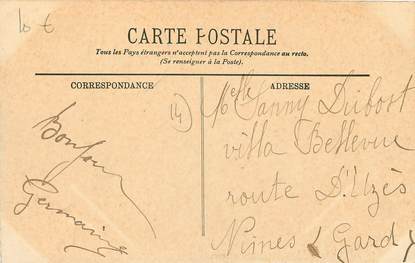 10 €
CARTE POSTALE
Tous les Pays étrangers n'acceptent pas la Correspondance au recto.
(Se renseigner à la Poste).
CORRESPONDANCE
ADRESSE
Bonjour
Germaine
14)
Melle Fanny Dubost
villa Bellevue
route D'Uzès
Nimes (Gard)